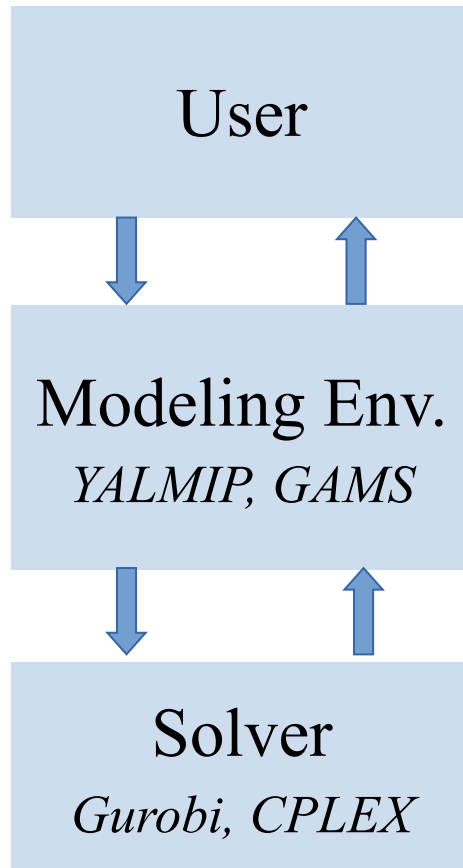 User
Modeling Env.
YALMIP, GAMS
Solver
Gurobi, CPLEX